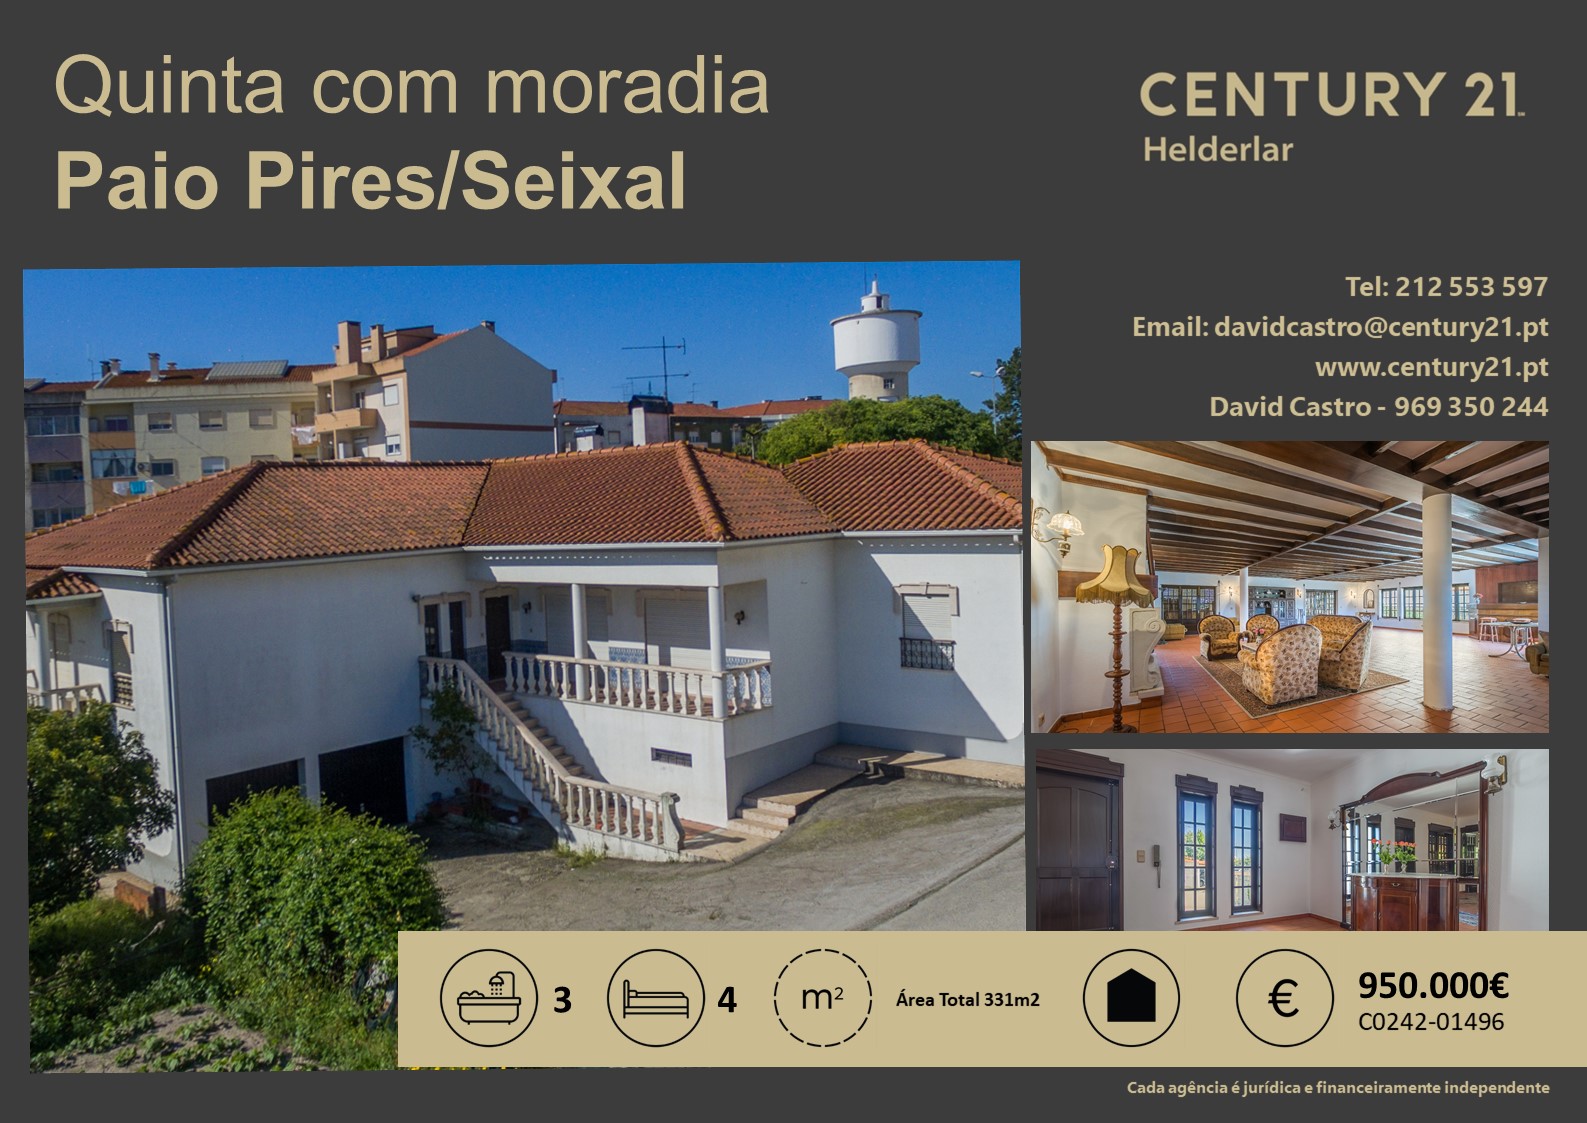 Quinta com moradia
Paio Pires/Seixal
CENTURY 21
Helderlar
Tel: 212 553 597
Email: davidcastro@century21.pt
www.century21.pt
David Castro - 969 350 244
3
4
m²
Área Total 331m2
€
950.000€
C0242-01496
Cada agência é jurídica e financeiramente independente